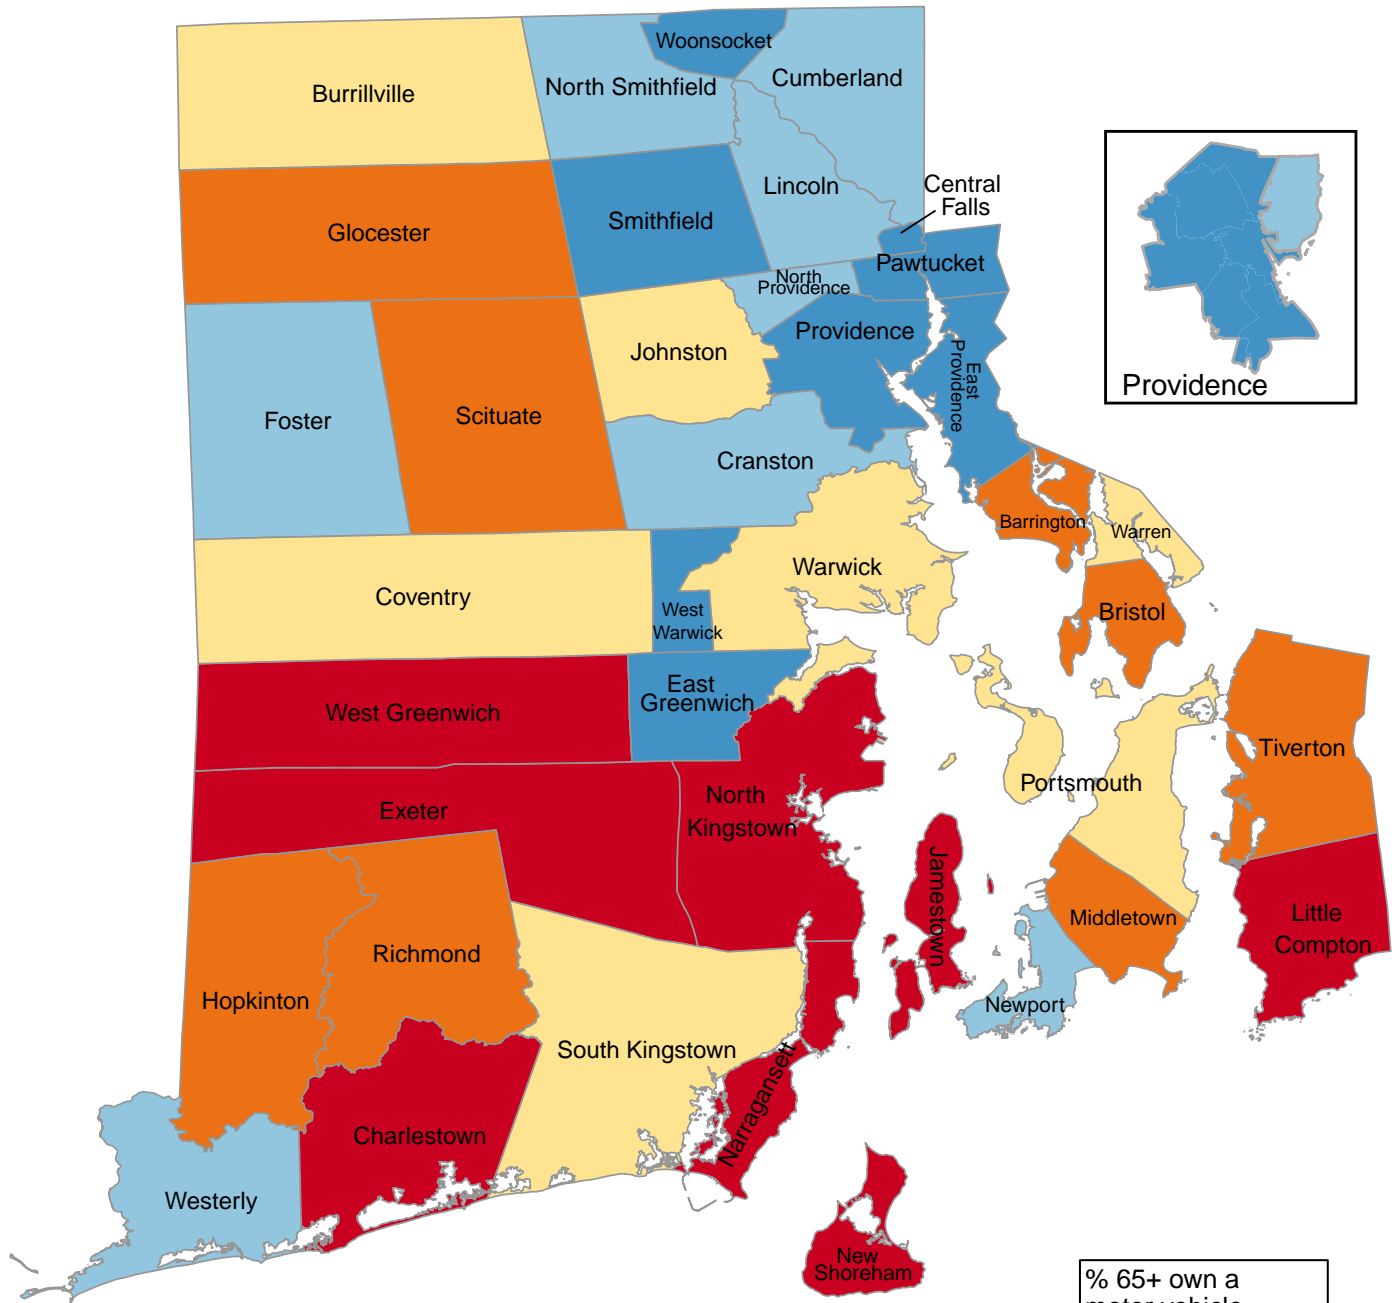 Woonsocket
Burrillville
North Smithfield
Cumberland
Lincoln
Central
Falls
Glocester
Smithfield
Pawtucket
North
Providence
Providence
Johnston
East
Providence
Foster
Scituate
Cranston
Providence
Barrington
Warren
Warwick
Coventry
West
Warwick
Bristol
East
Greenwich
West Greenwich
Tiverton
Portsmouth
Exeter
North
Kingstown
Jamestown
Middletown
Little
Compton
Richmond
Hopkinton
Newport
South Kingstown
Narragansett
Charlestown
Westerly
New
Shoreham
% 65+ own a
motor vehicle